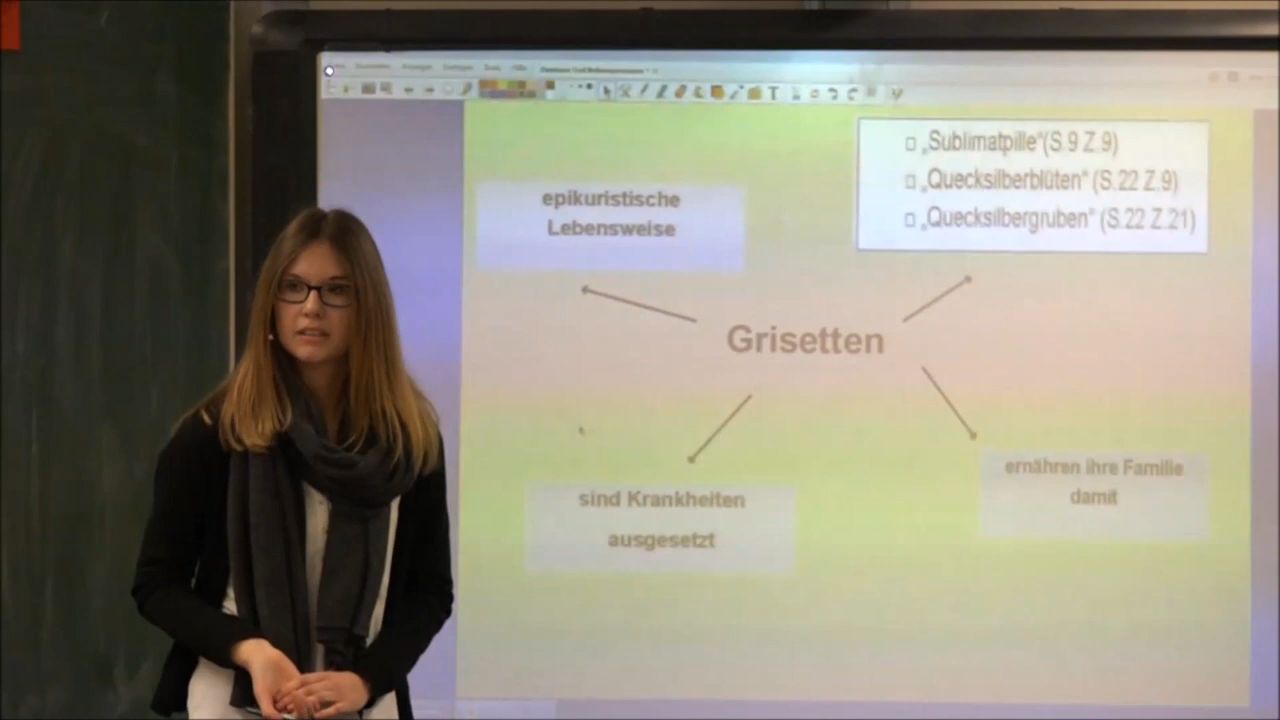 epikuristische
Lebensweise
„Sublimatpille“(S.9 Z.9)
„Quecksilberblüten“ (S.22 Z.9)
„Quecksilbergruben“ (S.22 Z.21)
Grisetten
sind Krankheiten
ausgesetzt
ernähren ihre Familie
damit